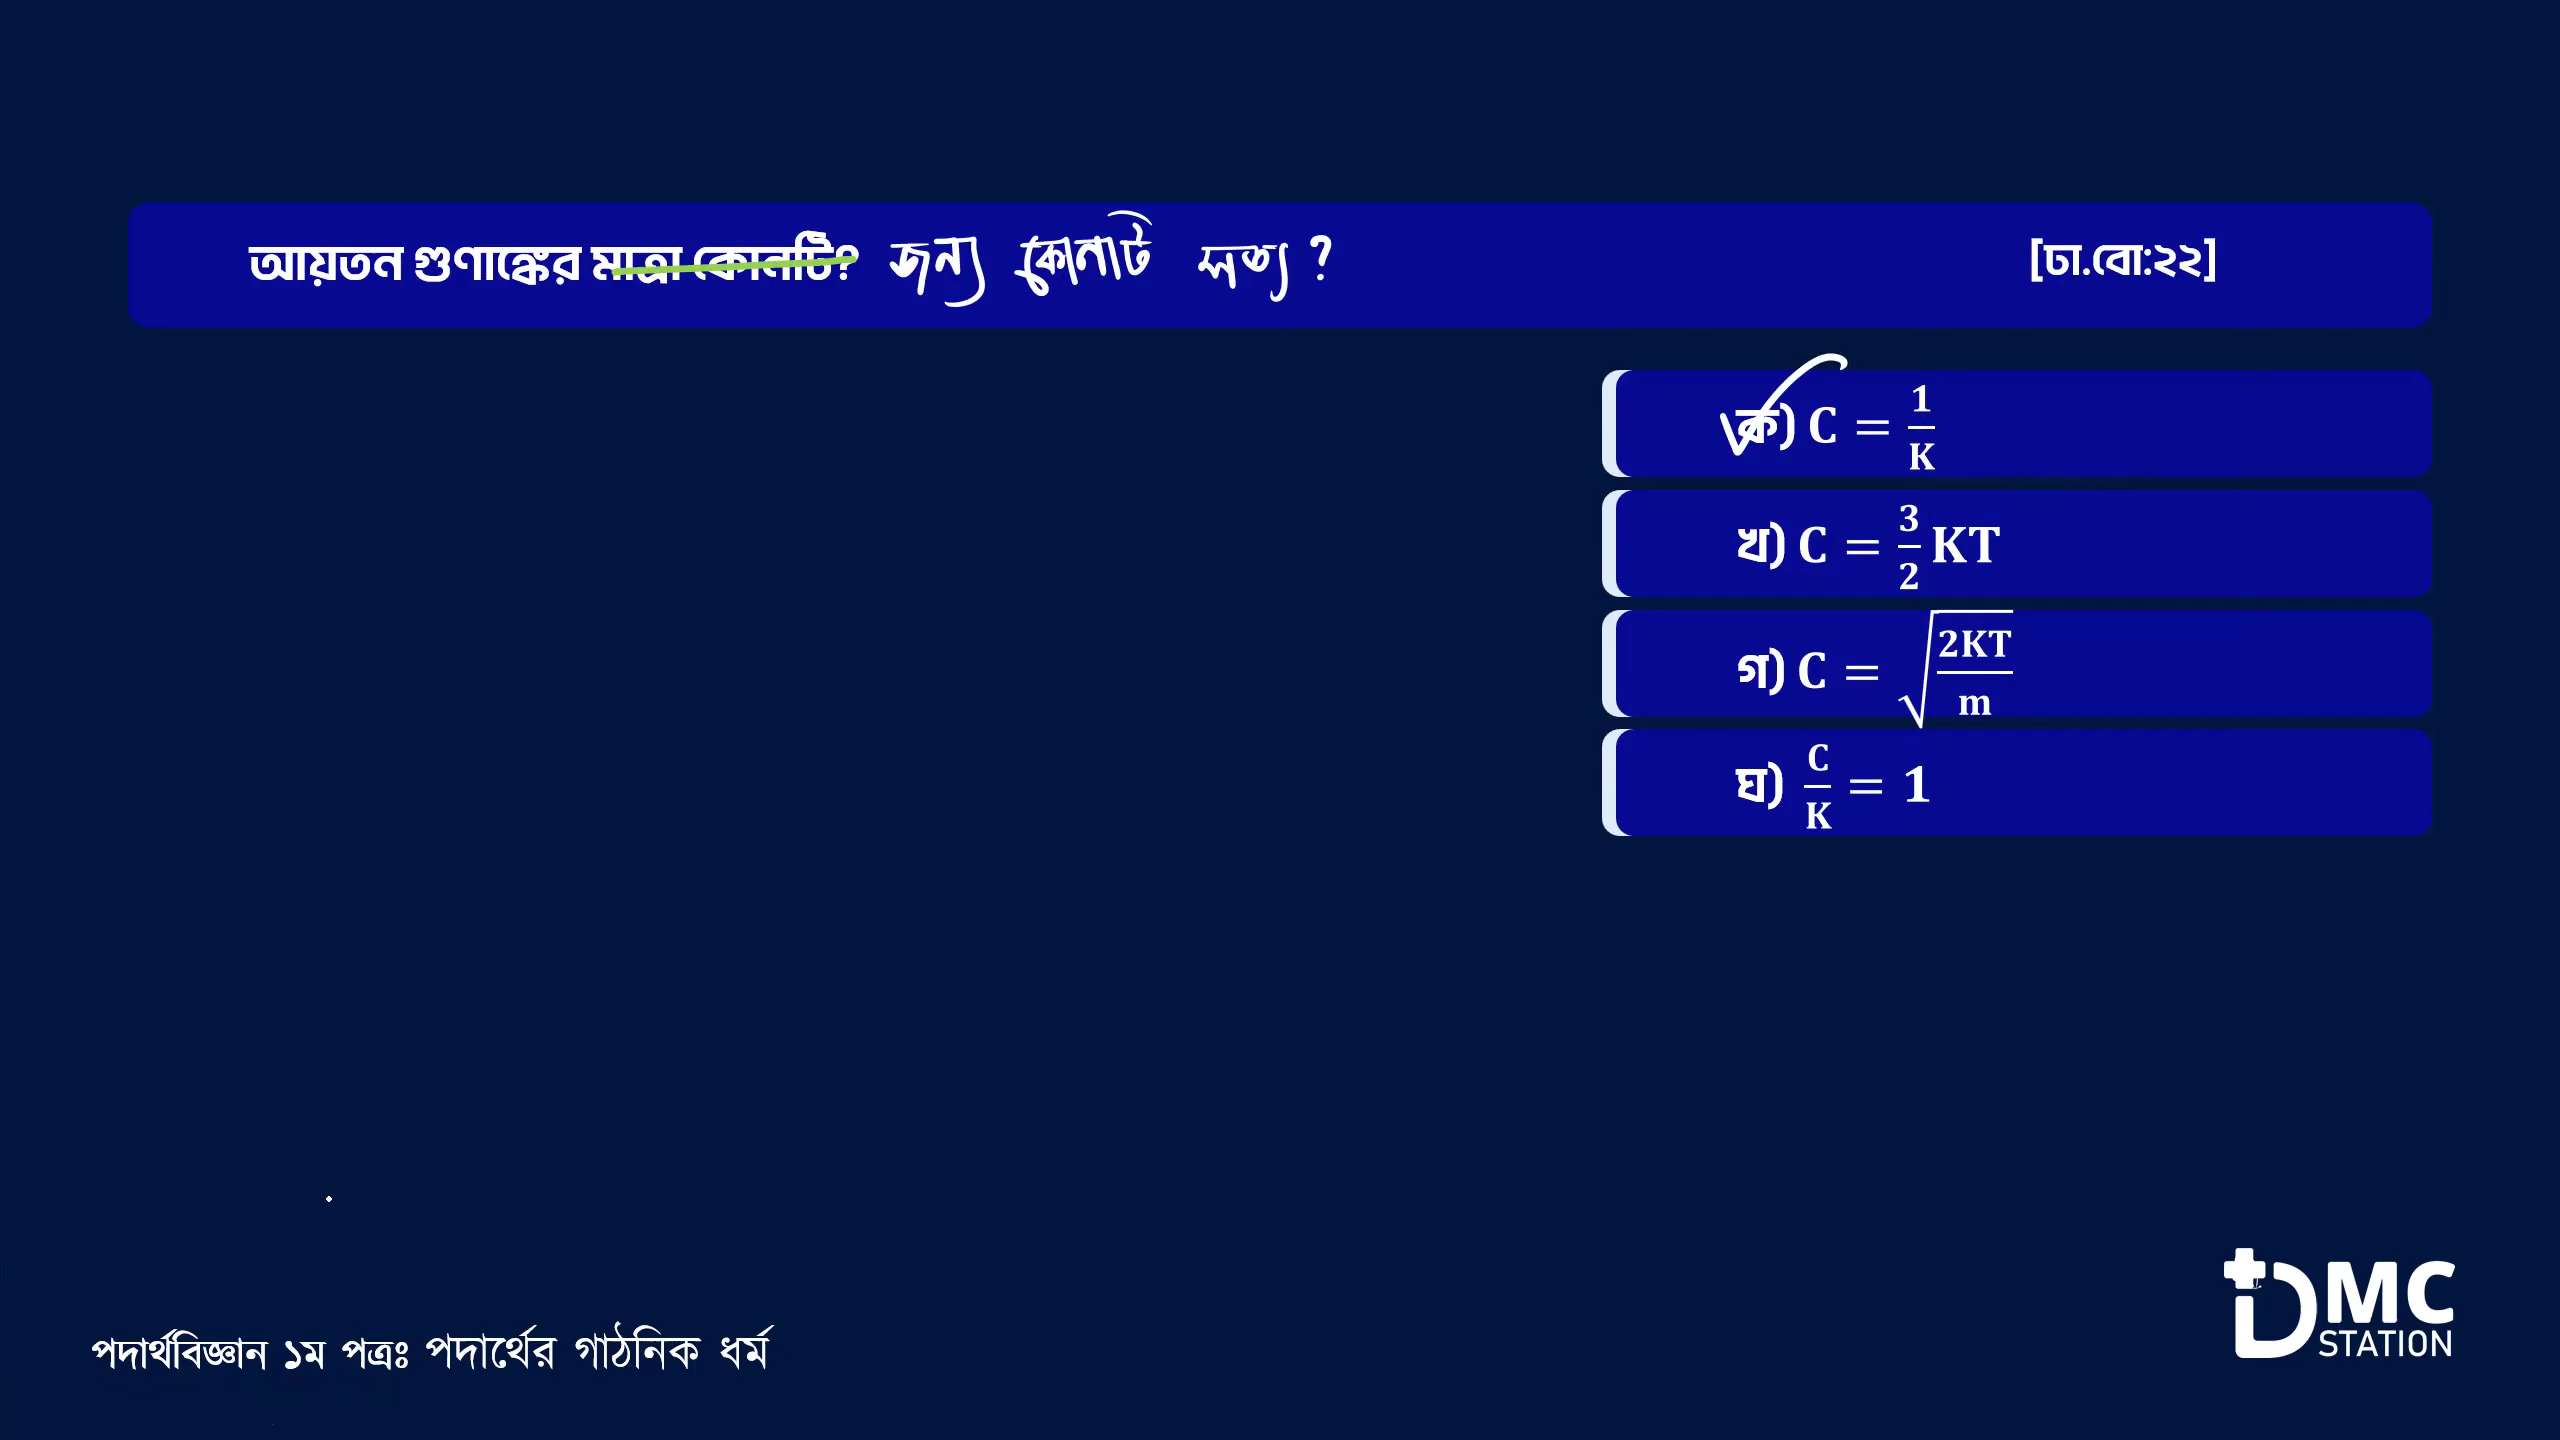 আয়তন গুণাঙ্কের মাত্রা কোনটি? জন্য কোনটি সত্য ? [ঢা.বো:২২]
ক) C = 1/K
খ) C = 3/2 KT
গ) C = √(2KT/m)
ঘ) C/K = 1
পদার্থবিজ্ঞান ১ম পত্রঃ পদার্থের গাঠনিক ধর্ম
DMC STATION